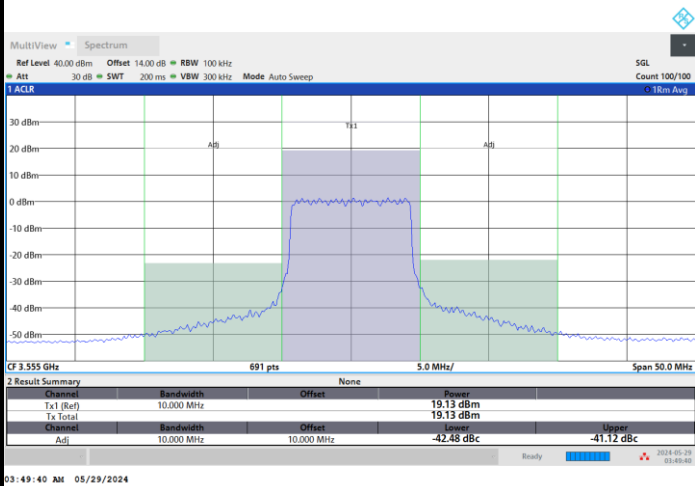 MultiView Spectrum
Ref Level 40.00 dBm Offset 14.00 dB RBW 100 kHz SGL
Att 30 dB SWT 200 ms VBW 300 kHz Mode Auto Sweep Count 100/100
1 ACLR 1Rm Avg
30 dBm
Tx1
20 dBm Adj Adj
10 dBm
0 dBm
-10 dBm
-20 dBm
-30 dBm
-40 dBm
-50 dBm
CF 3.555 GHz 691 pts 5.0 MHz/ Span 50.0 MHz
2 Result Summary None
Channel Bandwidth Offset Power
Tx1 (Ref) 10.000 MHz 19.13 dBm
Tx Total 19.13 dBm
Channel Bandwidth Offset Lower Upper
Adj 10.000 MHz 10.000 MHz -42.48 dBc -41.12 dBc
Ready 2024-05-29
03:49:40
03:49:40 AM 05/29/2024